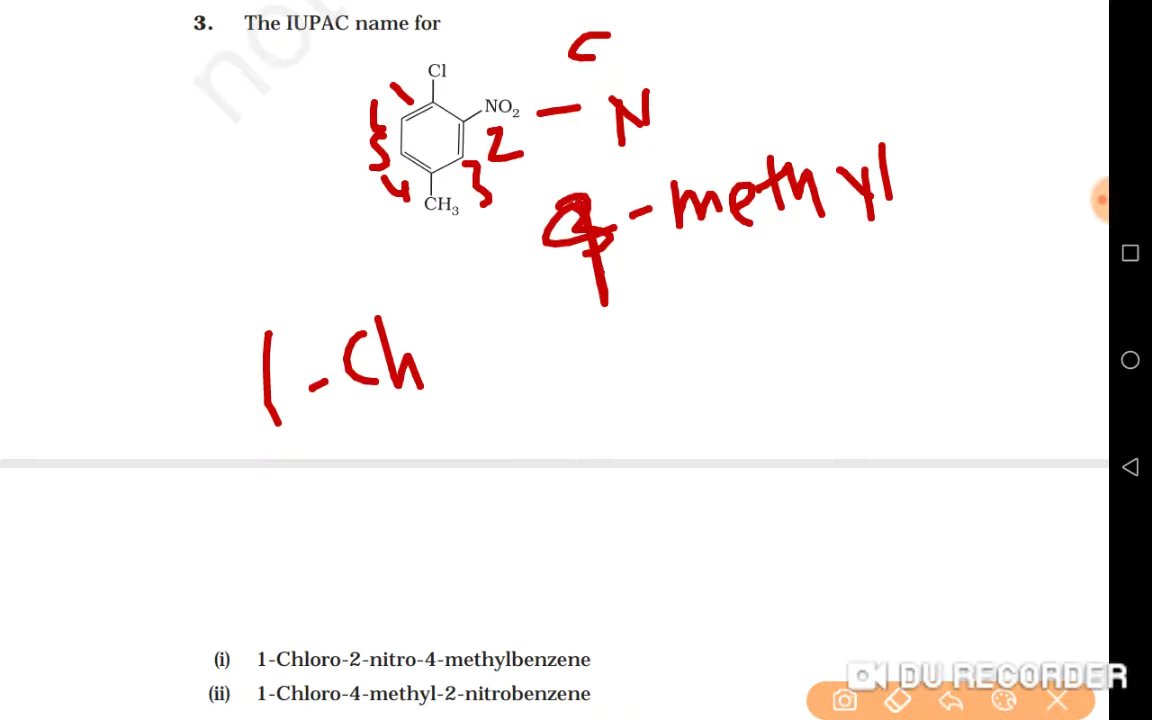 3. The IUPAC name for
Cl
C
NO2 — N
1
6
2
5
3
4
CH3
4 - methyl
1 - Ch
(i) 1-Chloro-2-nitro-4-methylbenzene
(ii) 1-Chloro-4-methyl-2-nitrobenzene
DU RECORDER